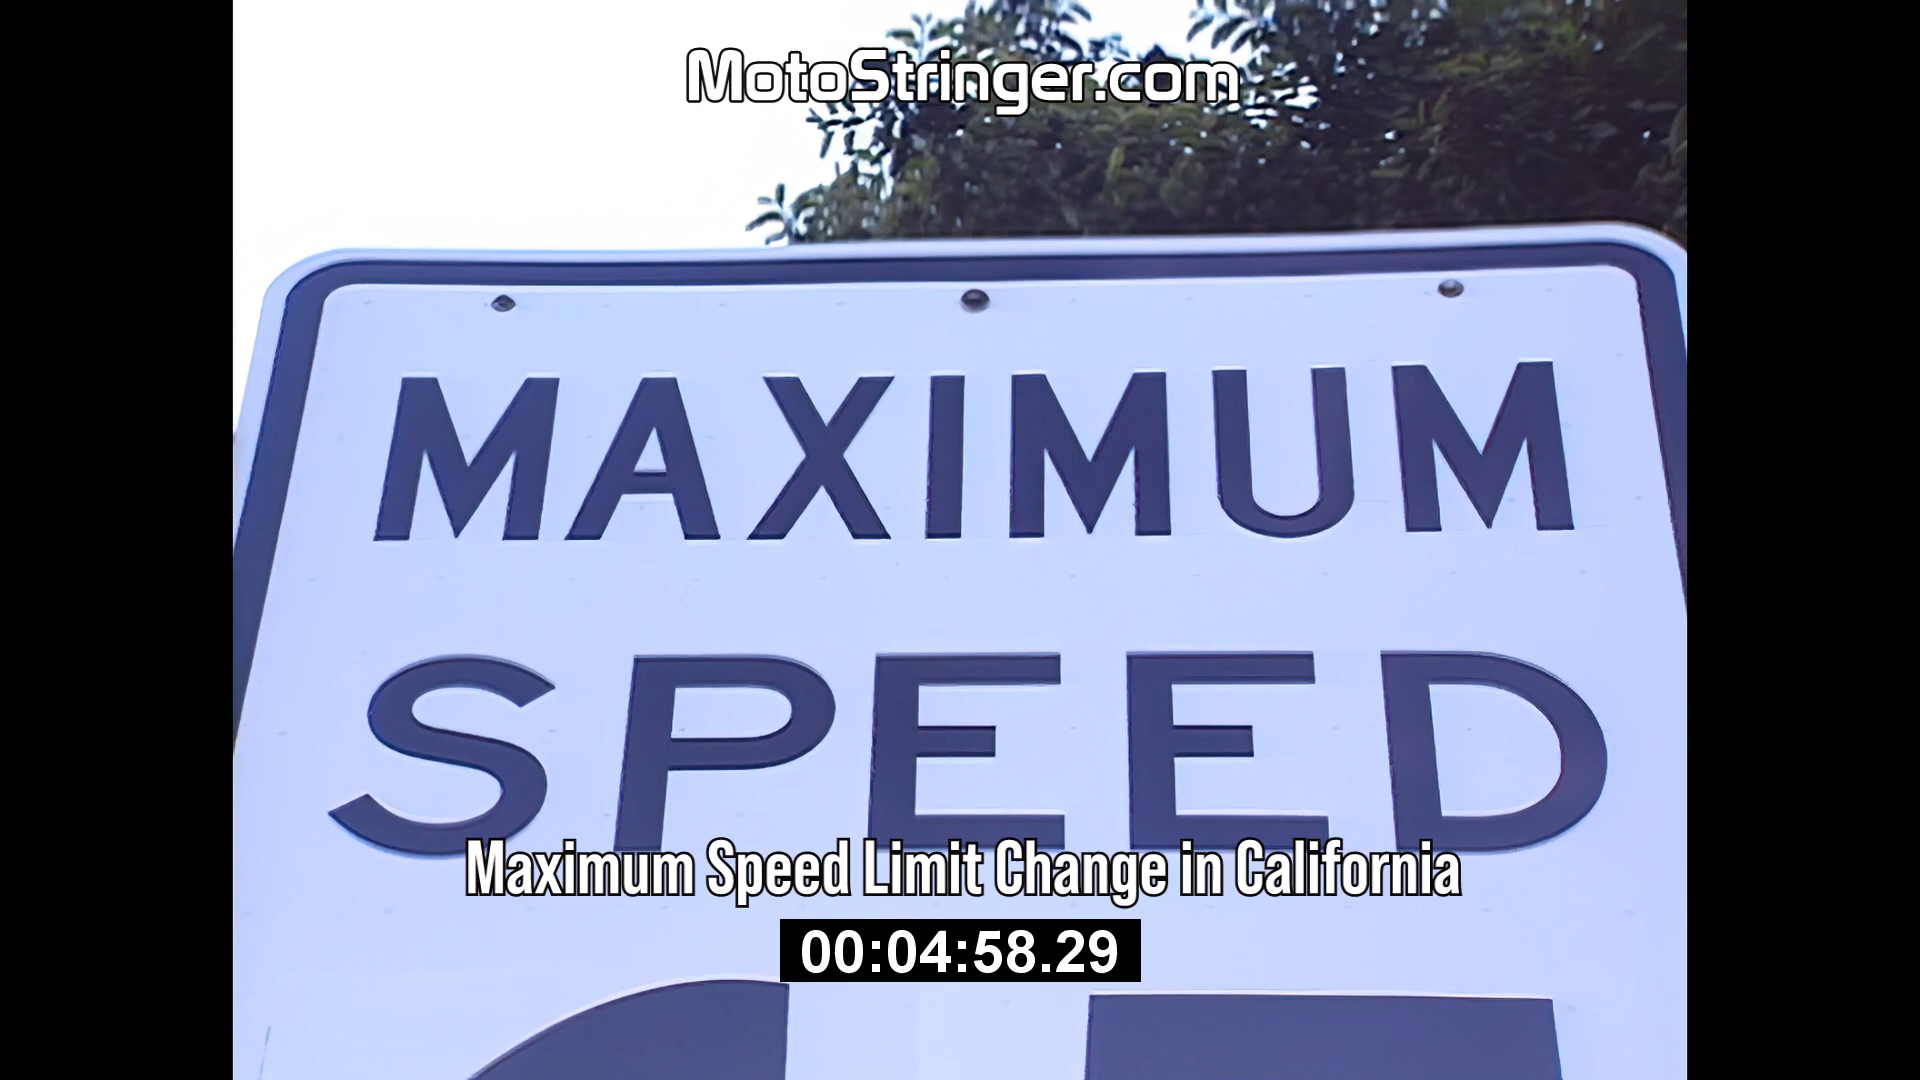 MotoStringer.com
MAXIMUM
SPEED
Maximum Speed Limit Change in California
00:04:58.29